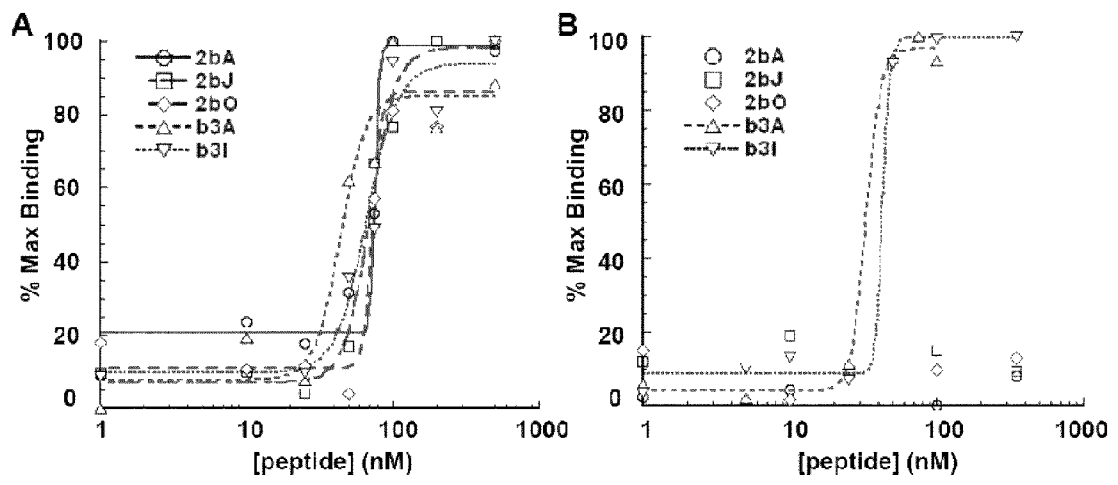 A
% Max Binding
100
80
60
40
20
0
2bA
2bJ
2bO
b3A
b3I
1
10
100
1000
[peptide] (nM)
B
% Max Binding
100
80
60
40
20
0
2bA
2bJ
2bO
b3A
b3I
1
10
100
1000
[peptide] (nM)